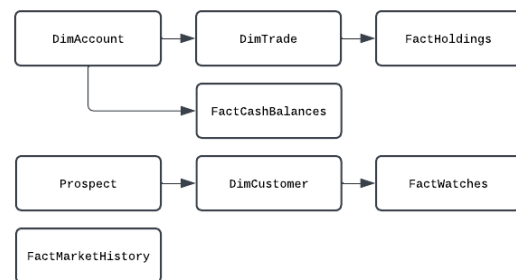 DimAccount
DimTrade
FactHoldings
FactCashBalances
Prospect
DimCustomer
FactWatches
FactMarketHistory